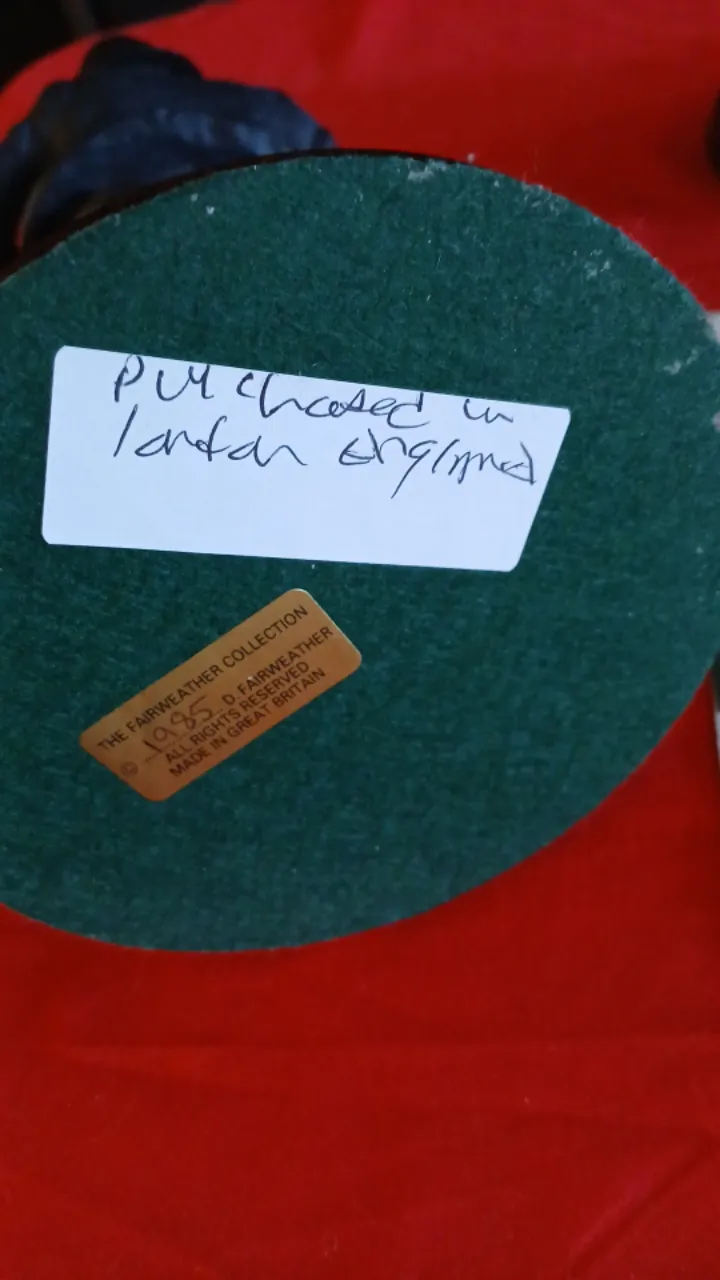 Purchased in
london england
THE FAIRWEATHER COLLECTION
© 1985 D. FAIRWEATHER
ALL RIGHTS RESERVED
MADE IN GREAT BRITAIN